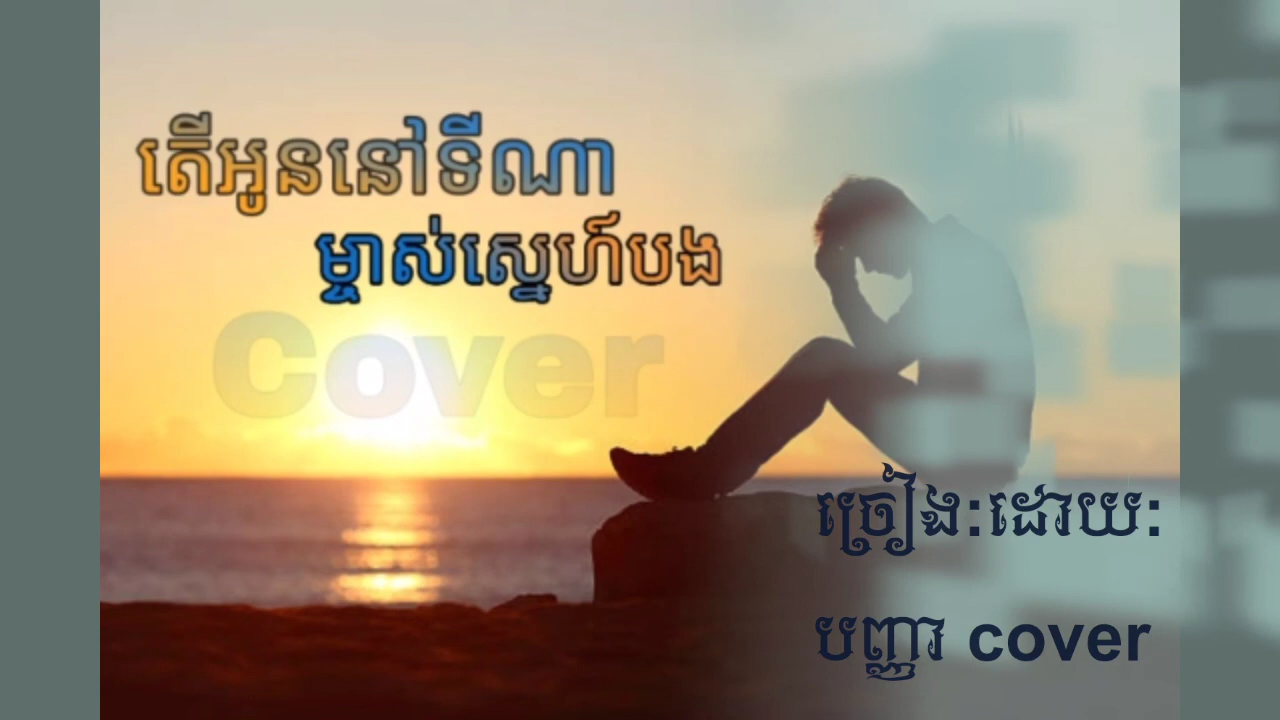 តើអូននៅទីណា
ម្ចាស់ស្នេហ៍បង
Cover
ច្រៀង:ដោយ:
បញ្ញា cover